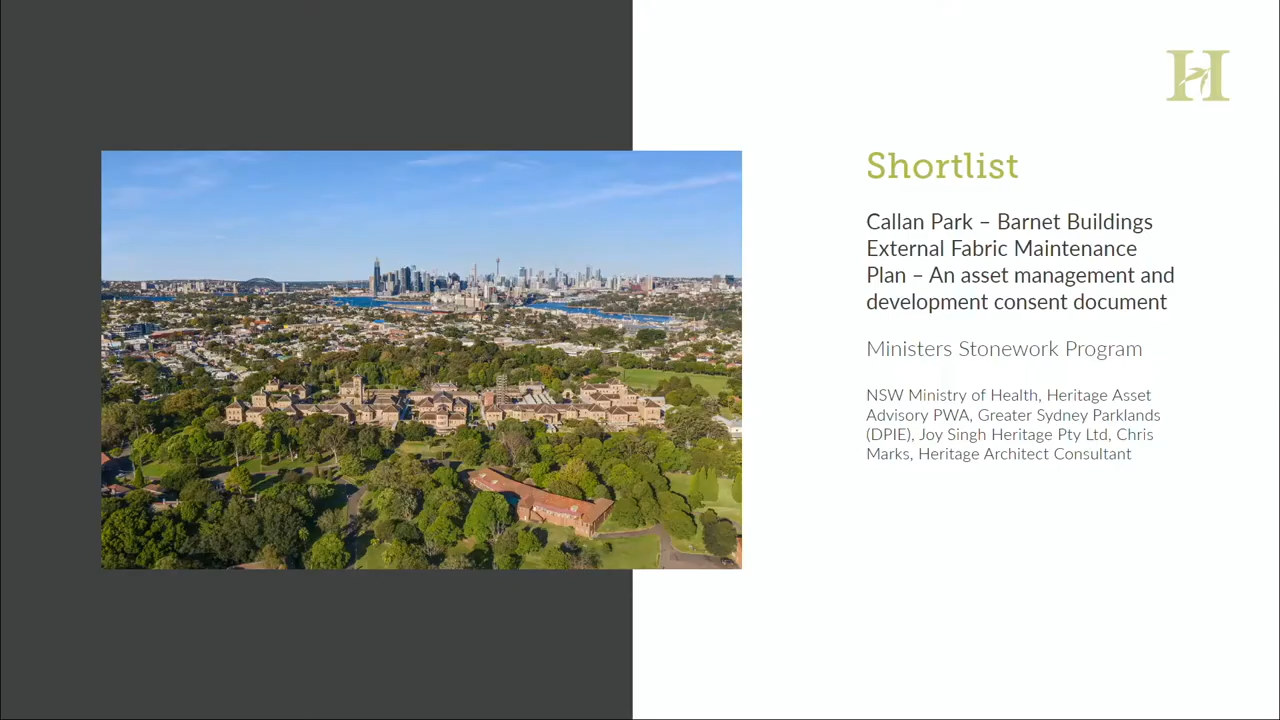 H
Shortlist
Callan Park – Barnet Buildings
External Fabric Maintenance
Plan – An asset management and
development consent document
Ministers Stonework Program
NSW Ministry of Health, Heritage Asset
Advisory PWA, Greater Sydney Parklands
(DPIE), Joy Singh Heritage Pty Ltd, Chris
Marks, Heritage Architect Consultant